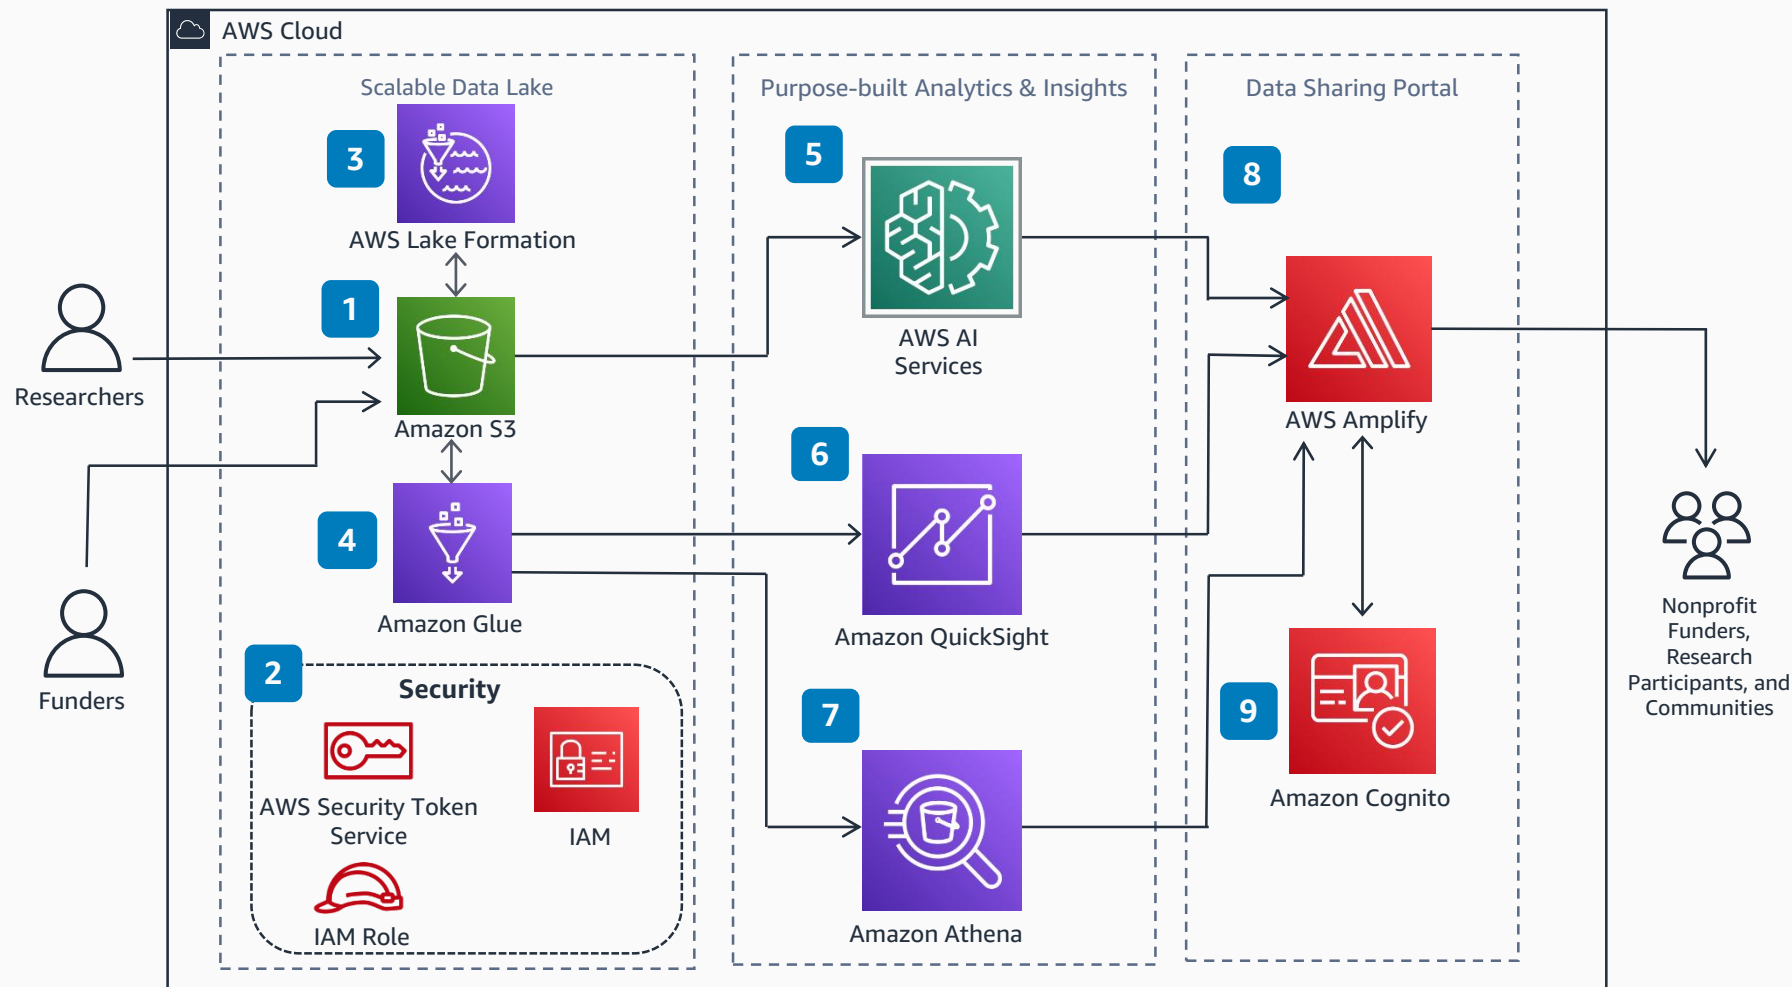 AWS Cloud
Scalable Data Lake
3
AWS Lake Formation
1
Amazon S3
4
Amazon Glue
2
Security
AWS Security Token
Service
IAM
IAM Role
Researchers
Funders
Purpose-built Analytics & Insights
5
AWS AI
Services
6
Amazon QuickSight
7
Amazon Athena
Data Sharing Portal
8
AWS Amplify
9
Amazon Cognito
Nonprofit
Funders,
Research
Participants, and
Communities